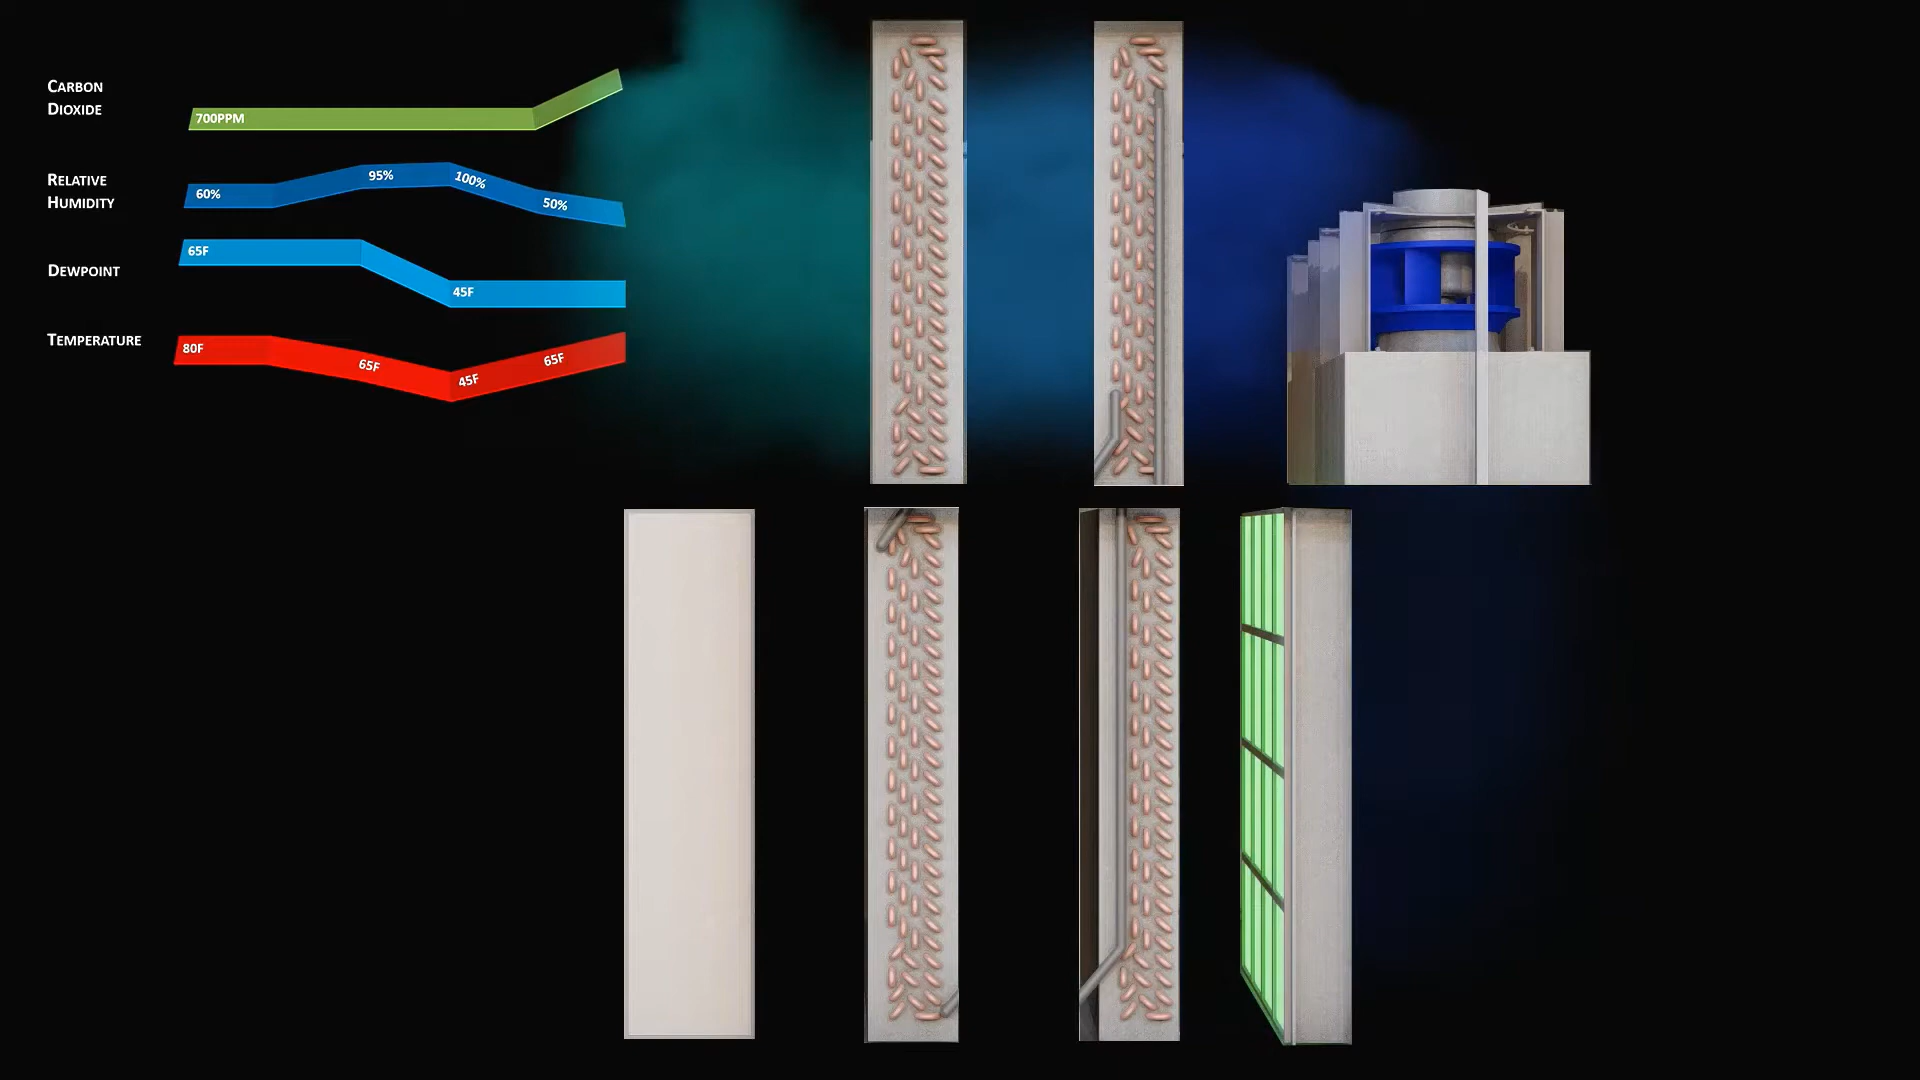 CARBON
DIOXIDE
700PPM
RELATIVE
HUMIDITY
60%
95%
100%
50%
DEWPOINT
65F
45F
TEMPERATURE
80F
65F
45F
65F